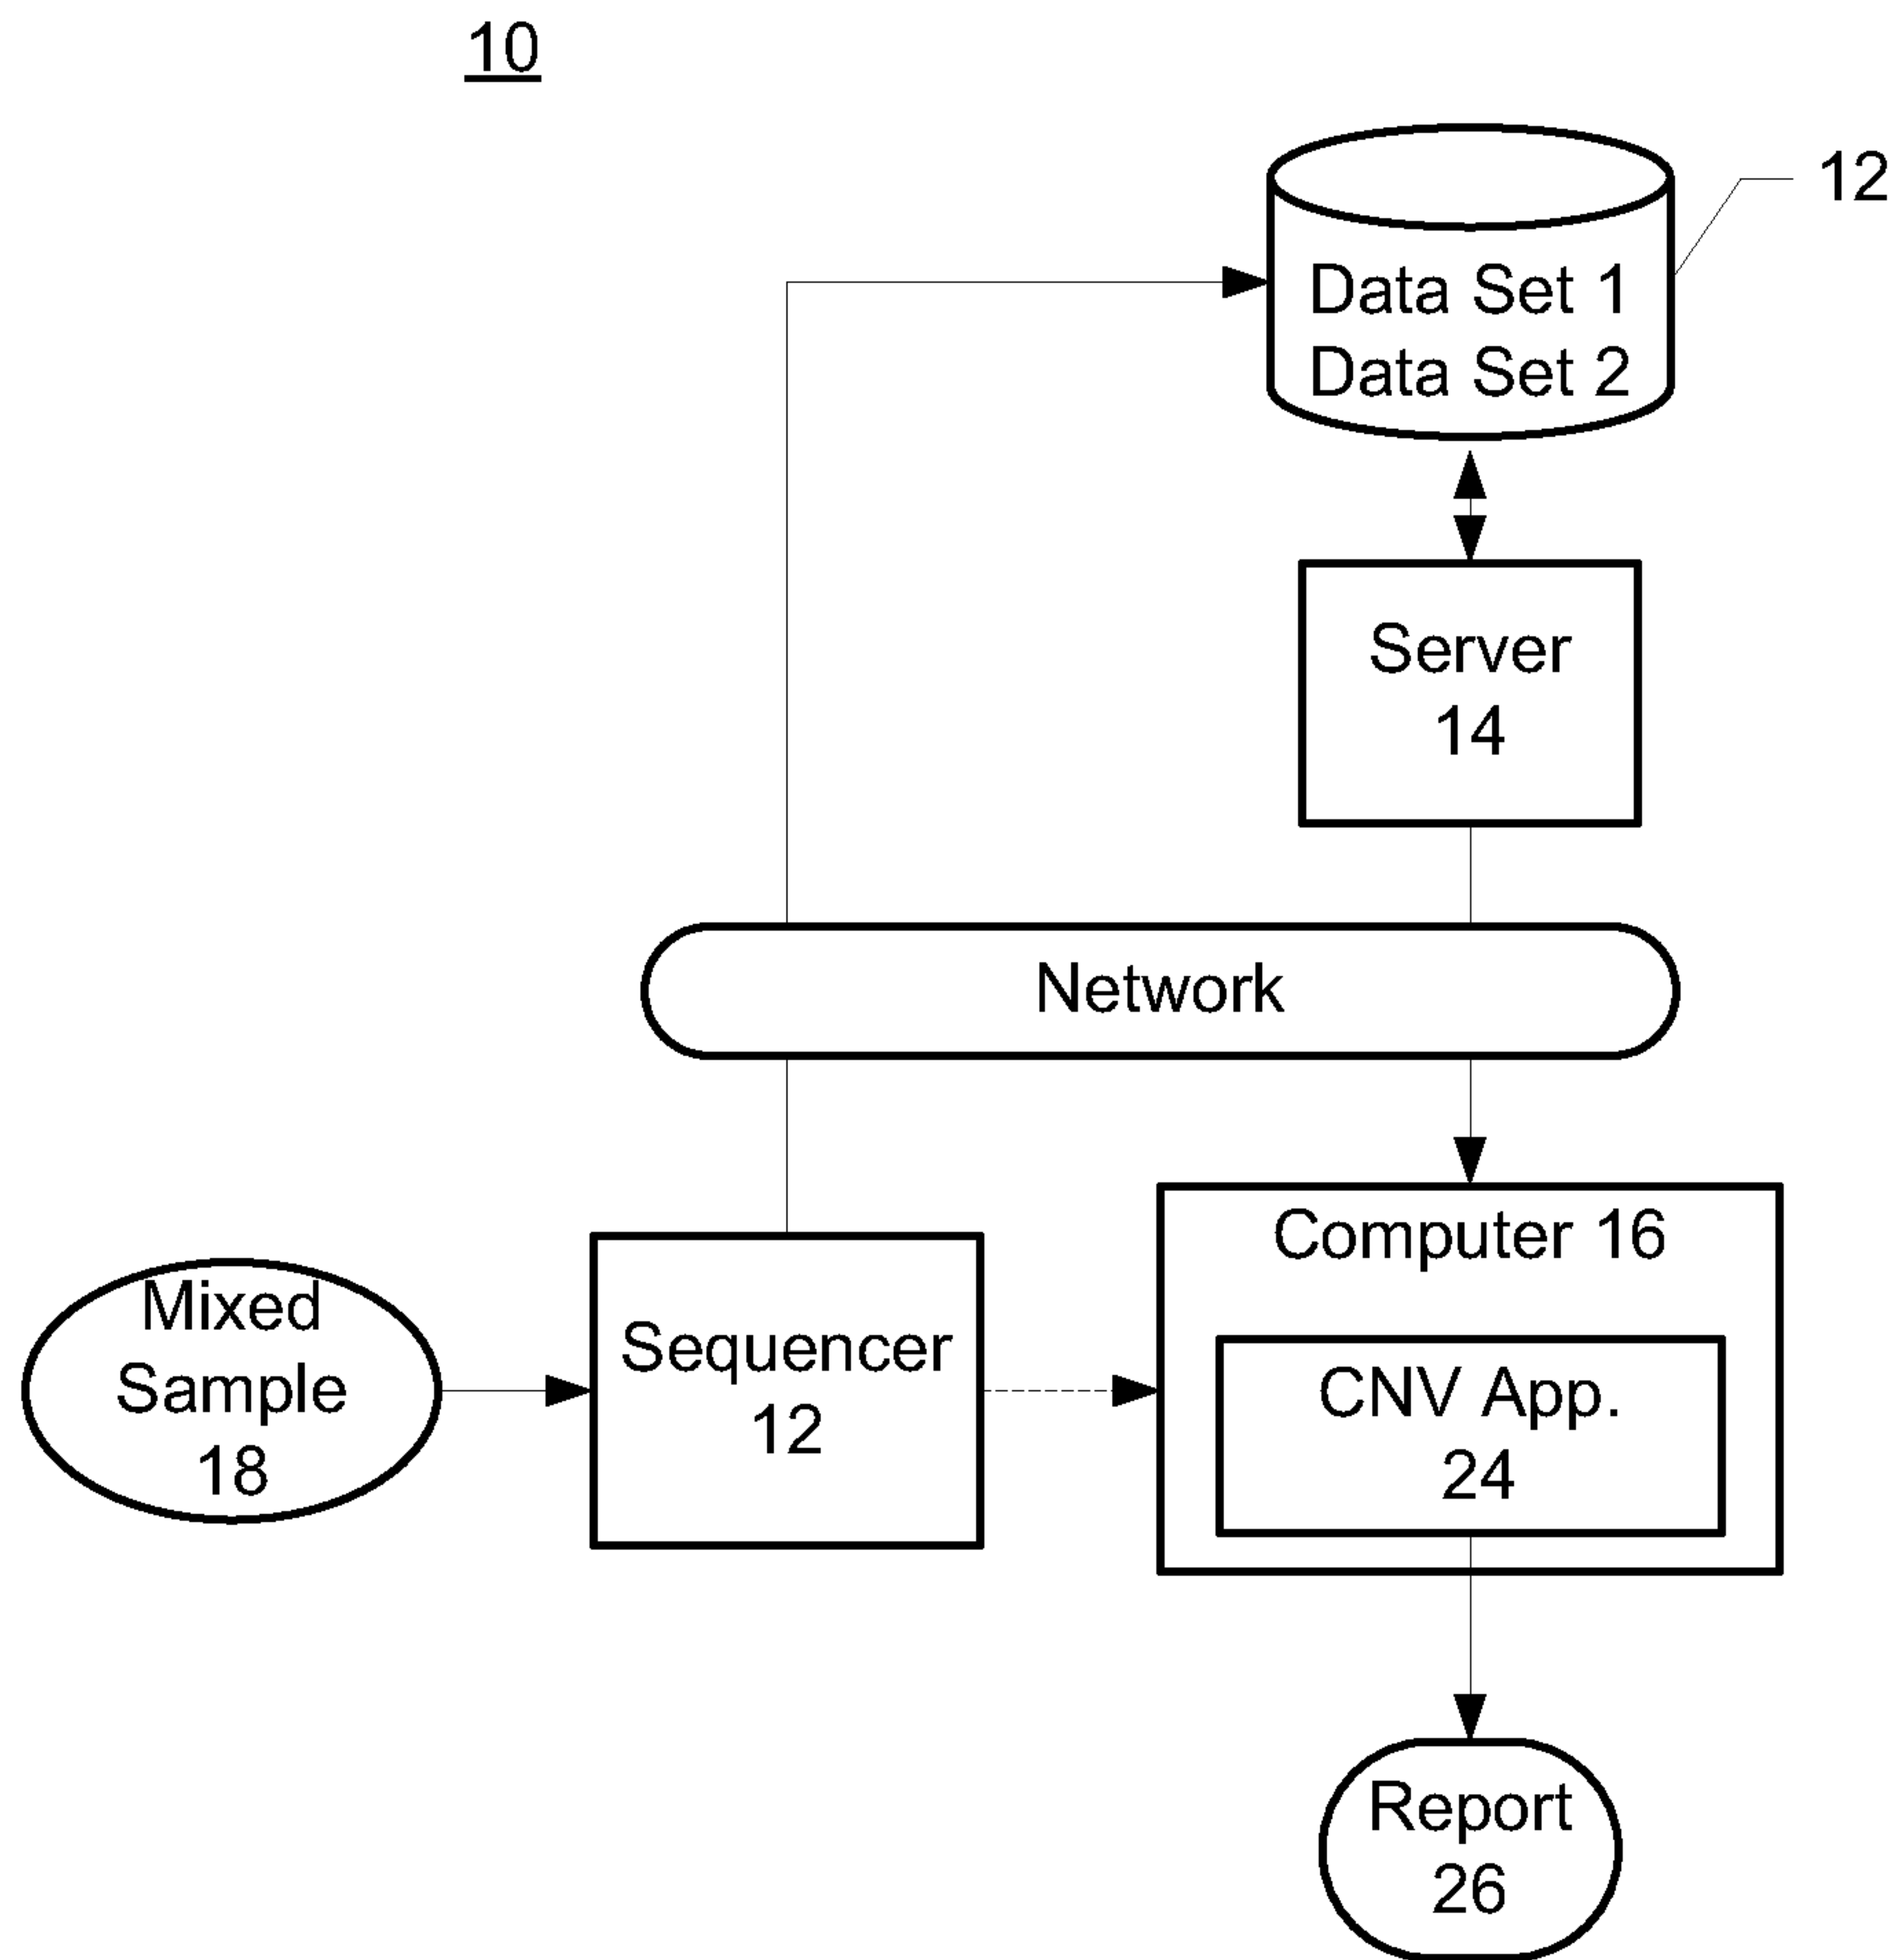 10
12
Data Set 1
Data Set 2
Server
14
Network
Computer 16
Mixed
Sample
18
Sequencer
12
CNV App.
24
Report
26